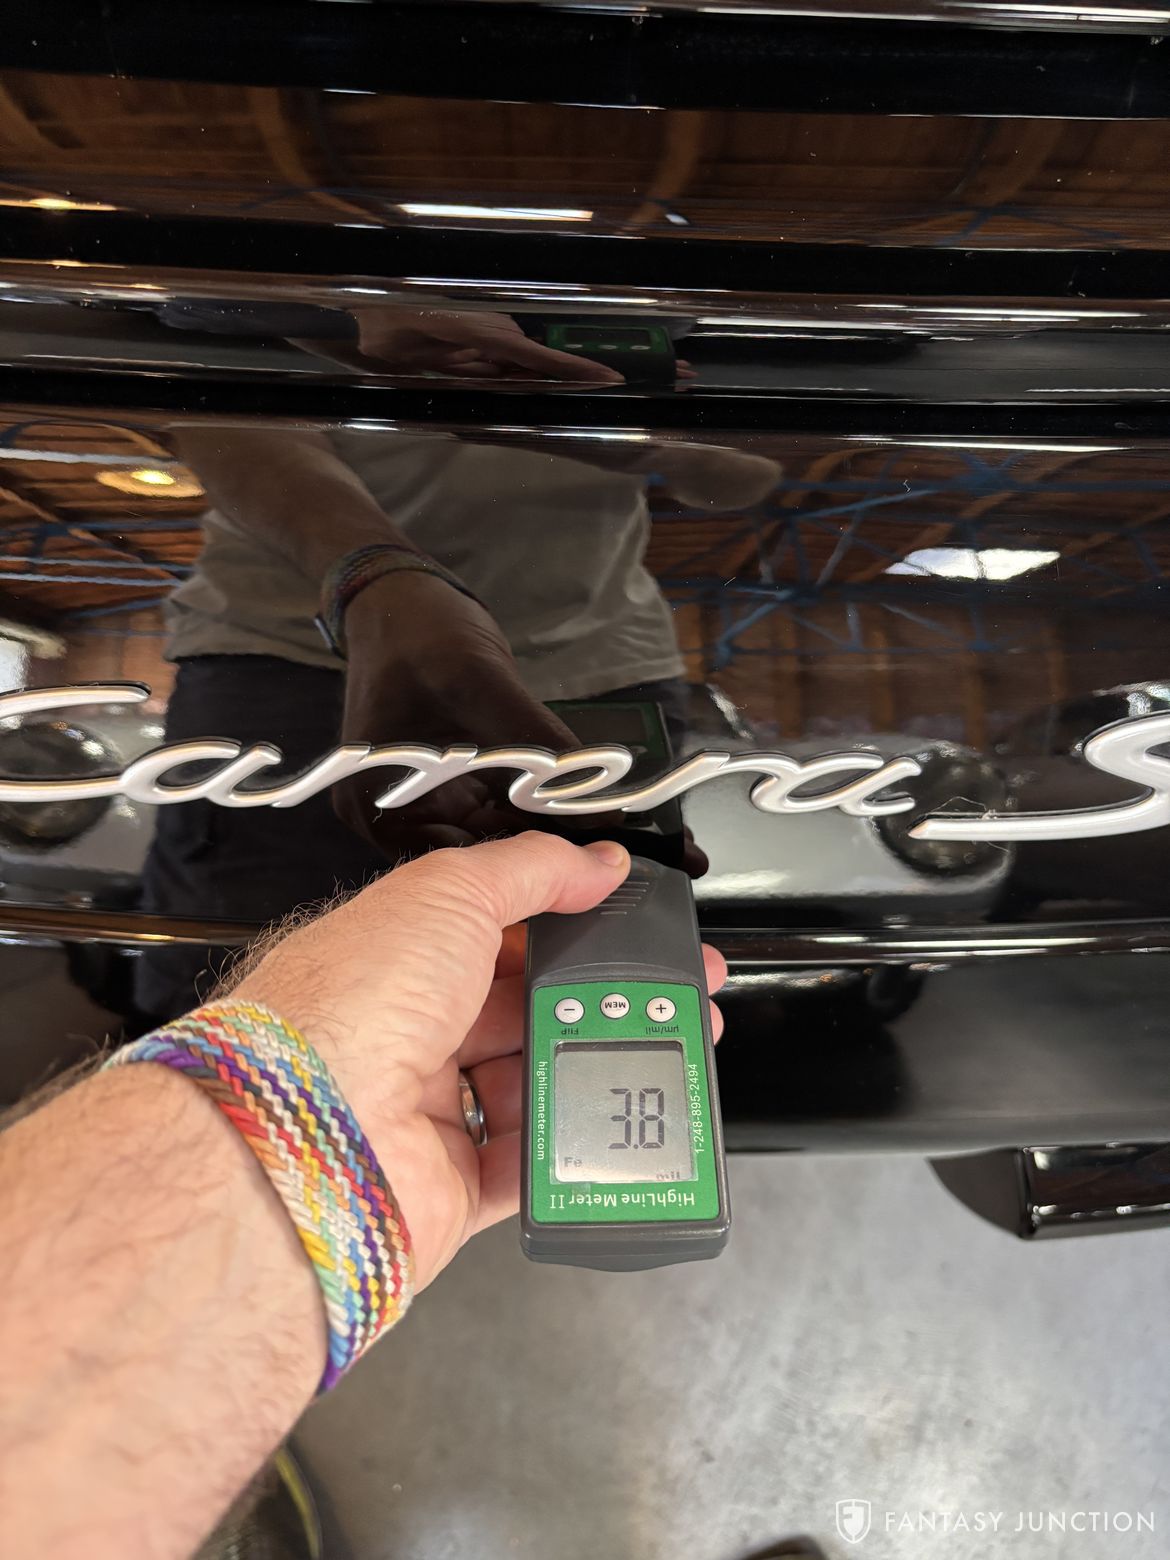 Carrera S
− MEM +
FliP µm/mil
highlinemeter.com
1-248-895-2494
3.8
Fe mil
HighLine Meter II
FANTASY JUNCTION